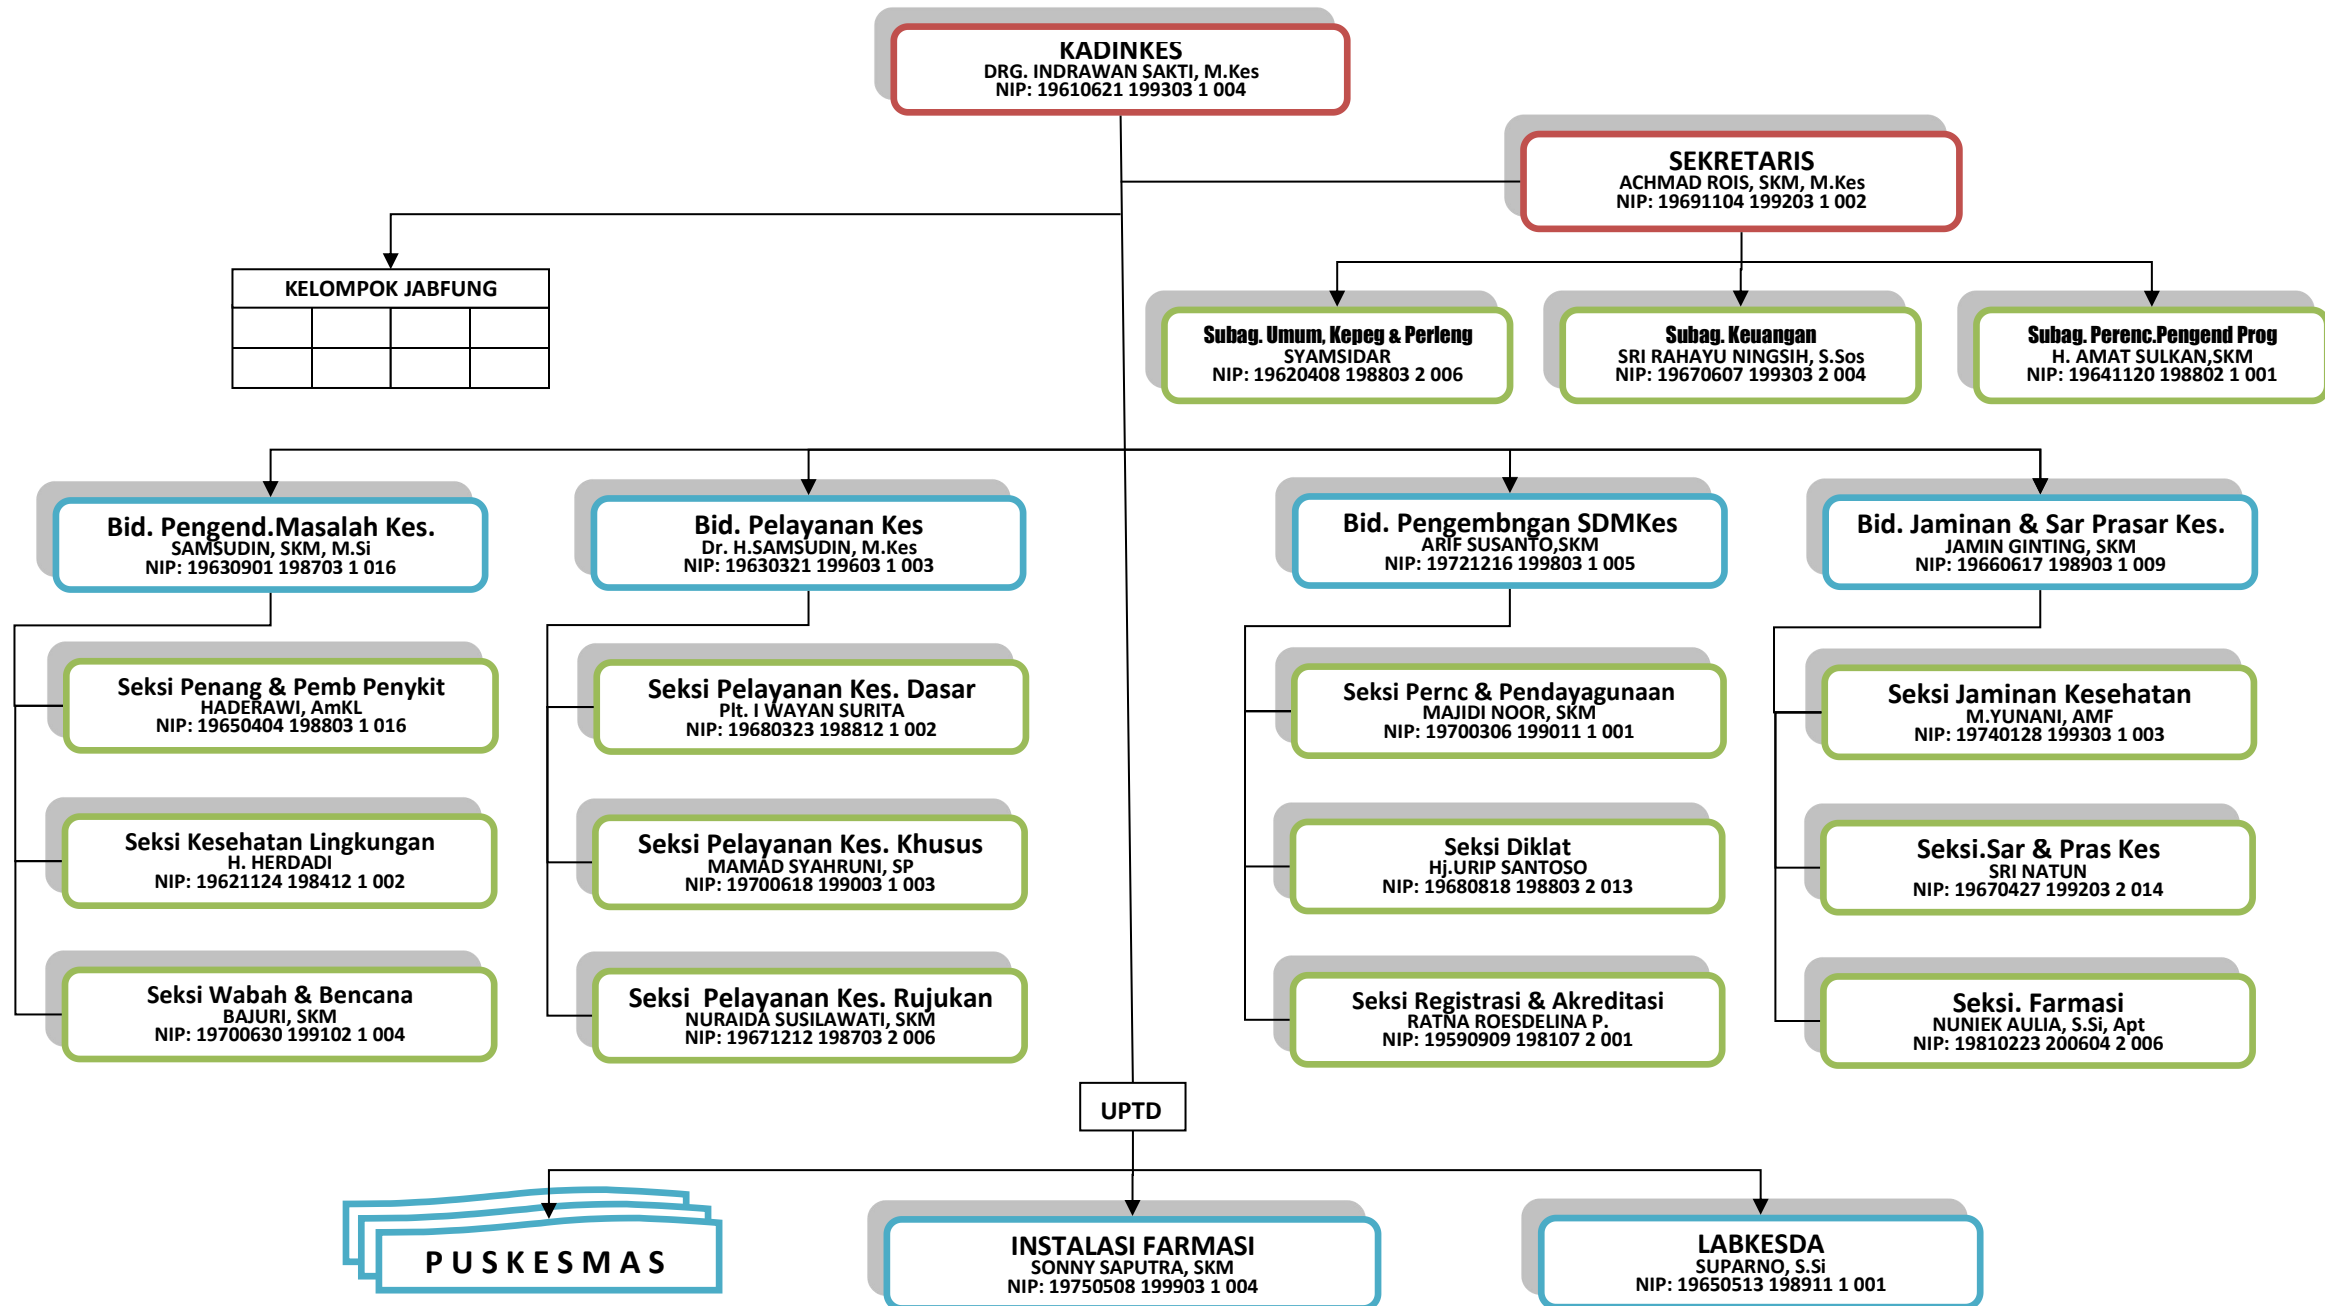 KADINKES
DRG. INDRAWAN SAKTI, M.Kes
NIP: 19610621 199303 1 004
SEKRETARIS
ACHMAD ROIS, SKM, M.Kes
NIP: 19691104 199203 1 002
KELOMPOK JABFUNG
Subag. Umum, Kepeg & Perleng
SYAMSIDAR
NIP: 19620408 198803 2 006
Subag. Keuangan
SRI RAHAYU NINGSIH, S.Sos
NIP: 19670607 199303 2 004
Subag. Perenc.Pengend Prog
H. AMAT SULKAN,SKM
NIP: 19641120 198802 1 001
Bid. Pengend.Masalah Kes.
SAMSUDIN, SKM, M.Si
NIP: 19630901 198703 1 016
Bid. Pelayanan Kes
Dr. H.SAMSUDIN, M.Kes
NIP: 19630321 199603 1 003
Bid. Pengembngan SDMKes
ARIF SUSANTO,SKM
NIP: 19721216 199803 1 005
Bid. Jaminan & Sar Prasar Kes.
JAMIN GINTING, SKM
NIP: 19660617 198903 1 009
Seksi Penang & Pemb Penykit
HADERAWI, AmKL
NIP: 19650404 198803 1 016
Seksi Pelayanan Kes. Dasar
Plt. I WAYAN SURITA
NIP: 19680323 198812 1 002
Seksi Pernc & Pendayagunaan
MAJIDI NOOR, SKM
NIP: 19700306 199011 1 001
Seksi Jaminan Kesehatan
M.YUNANI, AMF
NIP: 19740128 199303 1 003
Seksi Kesehatan Lingkungan
H. HERDADI
NIP: 19621124 198412 1 002
Seksi Pelayanan Kes. Khusus
MAMAD SYAHRUNI, SP
NIP: 19700618 199003 1 003
Seksi Diklat
Hj.URIP SANTOSO
NIP: 19680818 198803 2 013
Seksi.Sar & Pras Kes
SRI NATUN
NIP: 19670427 199203 2 014
Seksi Wabah & Bencana
BAJURI, SKM
NIP: 19700630 199102 1 004
Seksi Pelayanan Kes. Rujukan
NURAIDA SUSILAWATI, SKM
NIP: 19671212 198703 2 006
Seksi Registrasi & Akreditasi
RATNA ROESDELINA P.
NIP: 19590909 198107 2 001
Seksi. Farmasi
NUNIEK AULIA, S.Si, Apt
NIP: 19810223 200604 2 006
UPTD
P U S K E S M A S
INSTALASI FARMASI
SONNY SAPUTRA, SKM
NIP: 19750508 199903 1 004
LABKESDA
SUPARNO, S.Si
NIP: 19650513 198911 1 001